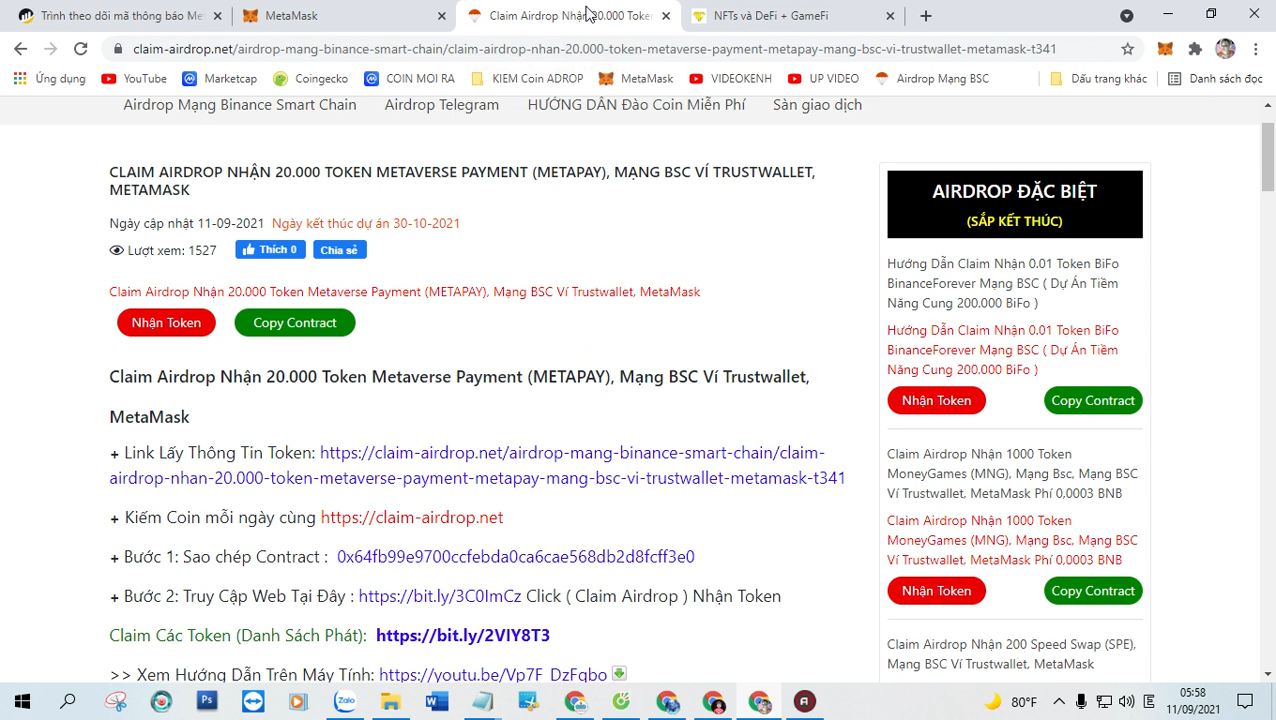 Trình theo dõi mã thông báo Me
MetaMask
Claim Airdrop Nhận 20.000 Toke
NFTs và DeFi + GameFi
claim-airdrop.net/airdrop-mang-binance-smart-chain/claim-airdrop-nhan-20.000-token-metaverse-payment-metapay-mang-bsc-vi-trustwallet-metamask-t341
Ứng dụng
YouTube
Marketcap
Coingecko
COIN MOI RA
KIEM Coin ADROP
MetaMask
VIDEOKENH
UP VIDEO
Airdrop Mạng BSC
Dấu trang khác
Danh sách đọc
Airdrop Mạng Binance Smart Chain
Airdrop Telegram
HƯỚNG DẪN Đào Coin Miễn Phí
Sàn giao dịch
CLAIM AIRDROP NHẬN 20.000 TOKEN METAVERSE PAYMENT (METAPAY), MẠNG BSC VÍ TRUSTWALLET,
METAMASK
Ngày cập nhật 11-09-2021 Ngày kết thúc dự án 30-10-2021
Lượt xem: 1527
Thích 0
Chia sẻ
Claim Airdrop Nhận 20.000 Token Metaverse Payment (METAPAY), Mạng BSC Ví Trustwallet, MetaMask
Nhận Token
Copy Contract
Claim Airdrop Nhận 20.000 Token Metaverse Payment (METAPAY), Mạng BSC Ví Trustwallet,
MetaMask
+ Link Lấy Thông Tin Token: https://claim-airdrop.net/airdrop-mang-binance-smart-chain/claim-
airdrop-nhan-20.000-token-metaverse-payment-metapay-mang-bsc-vi-trustwallet-metamask-t341
+ Kiếm Coin mỗi ngày cùng https://claim-airdrop.net
+ Bước 1: Sao chép Contract : 0x64fb99e9700ccfebda0ca6cae568db2d8fcff3e0
+ Bước 2: Truy Cập Web Tại Đây : https://bit.ly/3C0ImCz Click ( Claim Airdrop ) Nhận Token
Claim Các Token (Danh Sách Phát): https://bit.ly/2VIY8T3
>> Xem Hướng Dẫn Trên Máy Tính: https://youtu.be/Vp7F_DzFgbo
AIRDROP ĐẶC BIỆT
(SẮP KẾT THÚC)
Hướng Dẫn Claim Nhận 0.01 Token BiFo
BinanceForever Mạng BSC ( Dự Án Tiềm
Năng Cung 200.000 BiFo )
Hướng Dẫn Claim Nhận 0.01 Token BiFo
BinanceForever Mạng BSC ( Dự Án Tiềm
Năng Cung 200.000 BiFo )
Nhận Token
Copy Contract
Claim Airdrop Nhận 1000 Token
MoneyGames (MNG), Mạng Bsc, Mạng BSC
Ví Trustwallet, MetaMask Phí 0,0003 BNB
Claim Airdrop Nhận 1000 Token
MoneyGames (MNG), Mạng Bsc, Mạng BSC
Ví Trustwallet, MetaMask Phí 0,0003 BNB
Nhận Token
Copy Contract
Claim Airdrop Nhận 200 Speed Swap (SPE),
Mạng BSC Ví Trustwallet, MetaMask
Ps
Zalo
80°F
05:58
11/09/2021